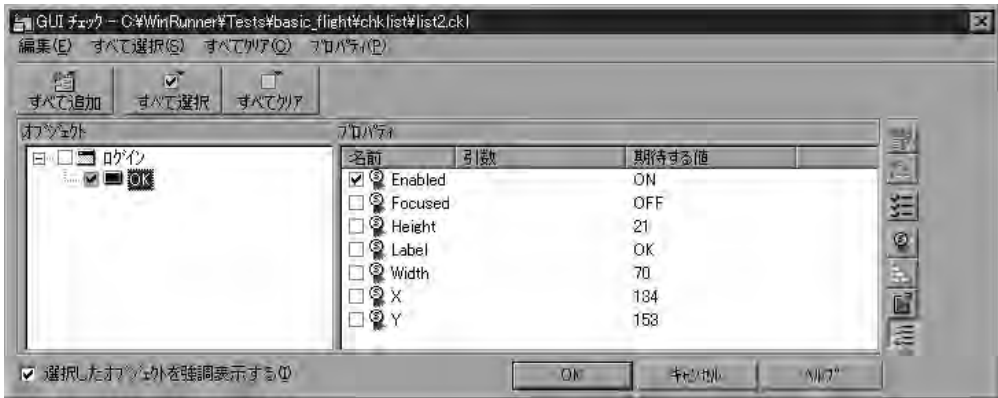 GUI ﾁｪｯｸ - C:¥WinRunner¥Tests¥basic_flight¥chklist¥list2.ckl
編集(E) すべて選択(S) すべてｸﾘｱ(C) ﾌﾟﾛﾊﾟﾃｨ(P)
すべて追加 すべて選択 すべてｸﾘｱ
ｵﾌﾞｼﾞｪｸﾄ ﾌﾟﾛﾊﾟﾃｨ
ﾛｸﾞｲﾝ
OK
名前 引数 期待する値
Enabled ON
Focused OFF
Height 21
Label OK
Width 70
X 134
Y 153
選択したｵﾌﾞｼﾞｪｸﾄを強調表示する(I)
OK ｷｬﾝｾﾙ ﾍﾙﾌﾟ